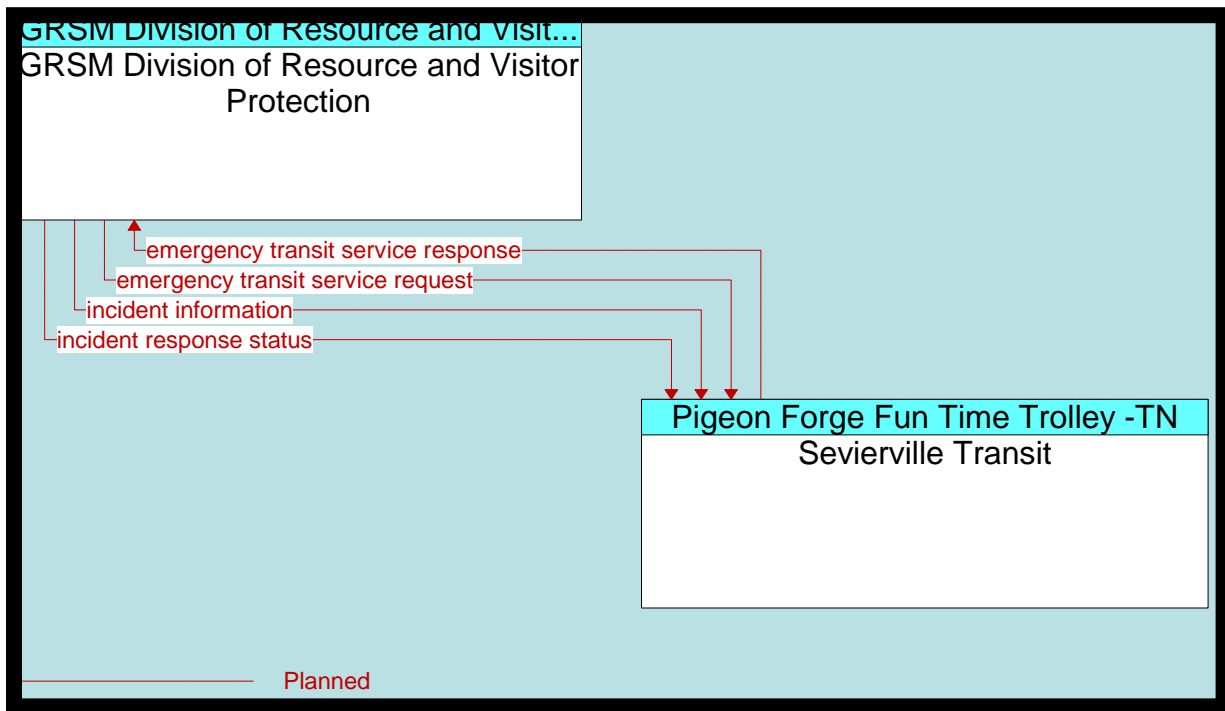 GRSM Division of Resource and Visit...
GRSM Division of Resource and Visitor
Protection
emergency transit service response
emergency transit service request
incident information
incident response status
Pigeon Forge Fun Time Trolley -TN
Sevierville Transit
Planned